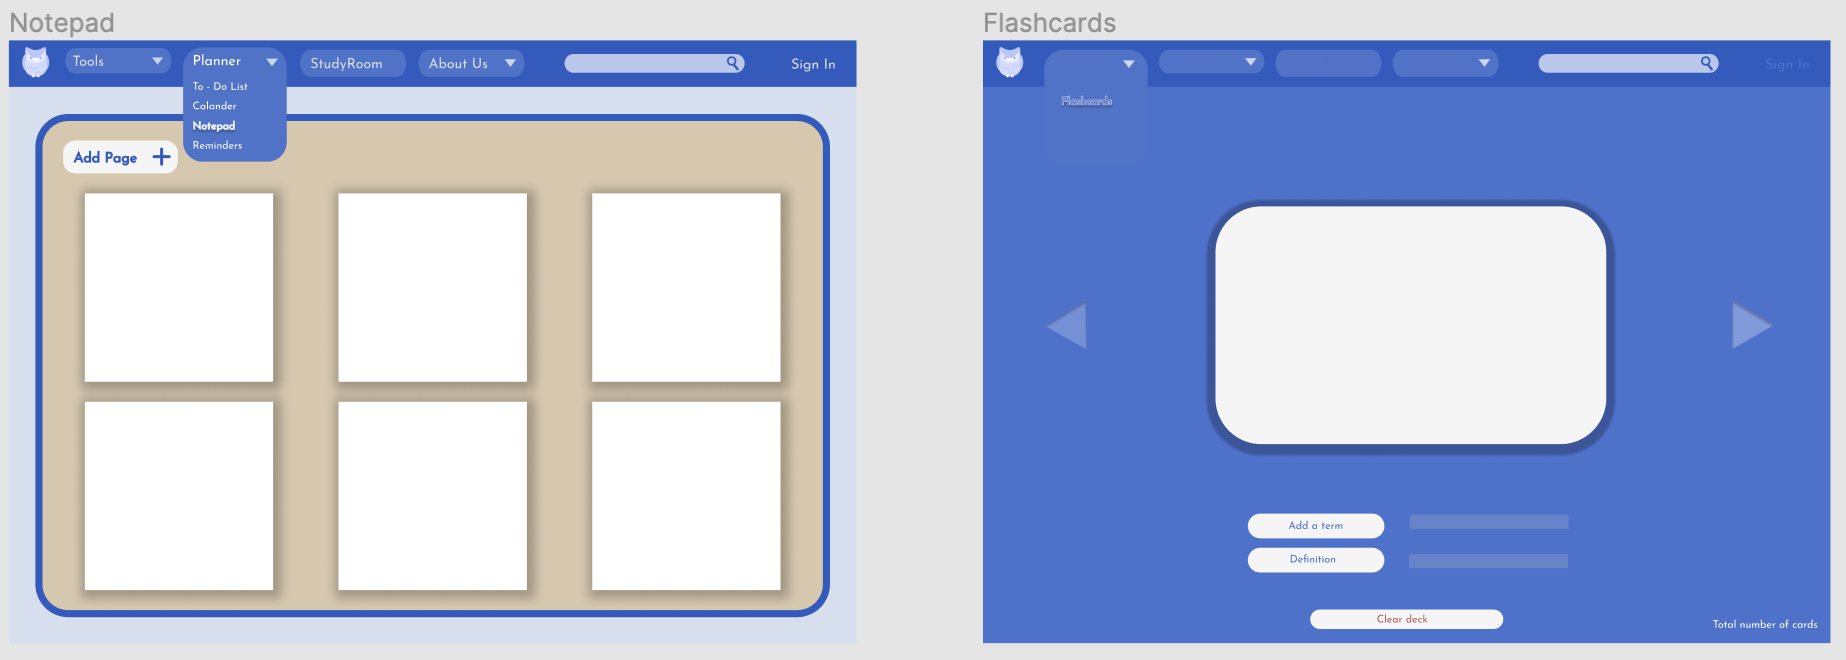 Notepad
Tools
Planner
StudyRoom
About Us
Sign In
To - Do List
Calander
Notepad
Reminders
Add Page
Flashcards
Sign In
Flashcards
Add a term
Definition
Clear deck
Total number of cards